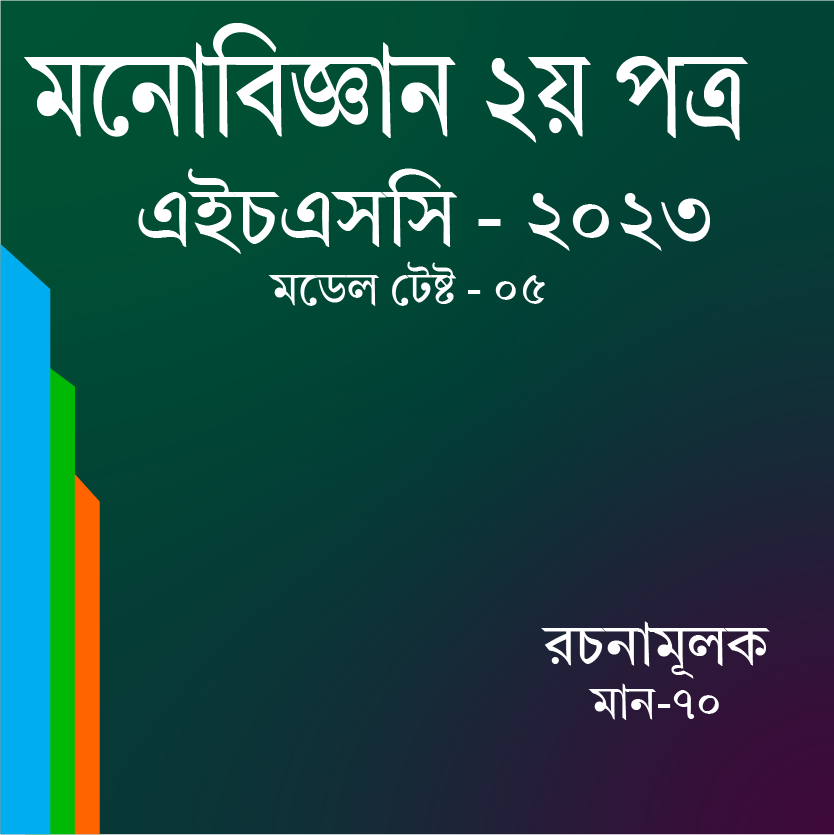 মনোবিজ্ঞান ২য় পত্র
এইচএসসি - ২০২৩
মডেল টেষ্ট - ০৫
রচনামূলক
মান-৭০